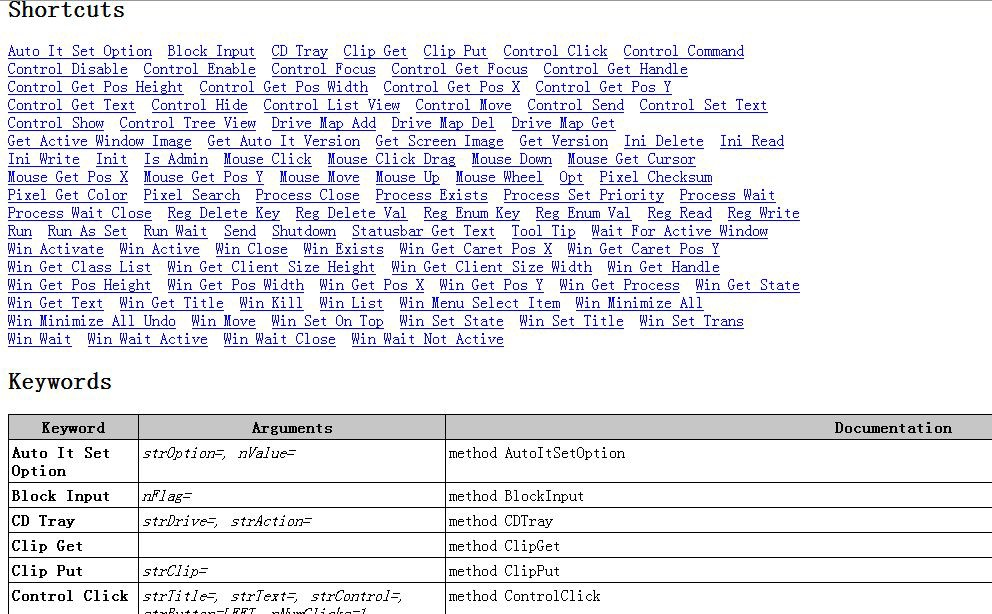 Shortcuts
Auto It Set Option Block Input CD Tray Clip Get Clip Put Control Click Control Command
Control Disable Control Enable Control Focus Control Get Focus Control Get Handle
Control Get Pos Height Control Get Pos Width Control Get Pos X Control Get Pos Y
Control Get Text Control Hide Control List View Control Move Control Send Control Set Text
Control Show Control Tree View Drive Map Add Drive Map Del Drive Map Get
Get Active Window Image Get Auto It Version Get Screen Image Get Version Ini Delete Ini Read
Ini Write Init Is Admin Mouse Click Mouse Click Drag Mouse Down Mouse Get Cursor
Mouse Get Pos X Mouse Get Pos Y Mouse Move Mouse Up Mouse Wheel Opt Pixel Checksum
Pixel Get Color Pixel Search Process Close Process Exists Process Set Priority Process Wait
Process Wait Close Reg Delete Key Reg Delete Val Reg Enum Key Reg Enum Val Reg Read Reg Write
Run Run As Set Run Wait Send Shutdown Statusbar Get Text Tool Tip Wait For Active Window
Win Activate Win Active Win Close Win Exists Win Get Caret Pos X Win Get Caret Pos Y
Win Get Class List Win Get Client Size Height Win Get Client Size Width Win Get Handle
Win Get Pos Height Win Get Pos Width Win Get Pos X Win Get Pos Y Win Get Process Win Get State
Win Get Text Win Get Title Win Kill Win List Win Menu Select Item Win Minimize All
Win Minimize All Undo Win Move Win Set On Top Win Set State Win Set Title Win Set Trans
Win Wait Win Wait Active Win Wait Close Win Wait Not Active
Keywords
Keyword Arguments Documentation
Auto It Set strOption=, nValue= method AutoItSetOption
Option
Block Input nFlag= method BlockInput
CD Tray strDrive=, strAction= method CDTray
Clip Get method ClipGet
Clip Put strClip= method ClipPut
Control Click strTitle=, strText=, strControl=, method ControlClick
strButton=LEFT, nNumClicks=1,